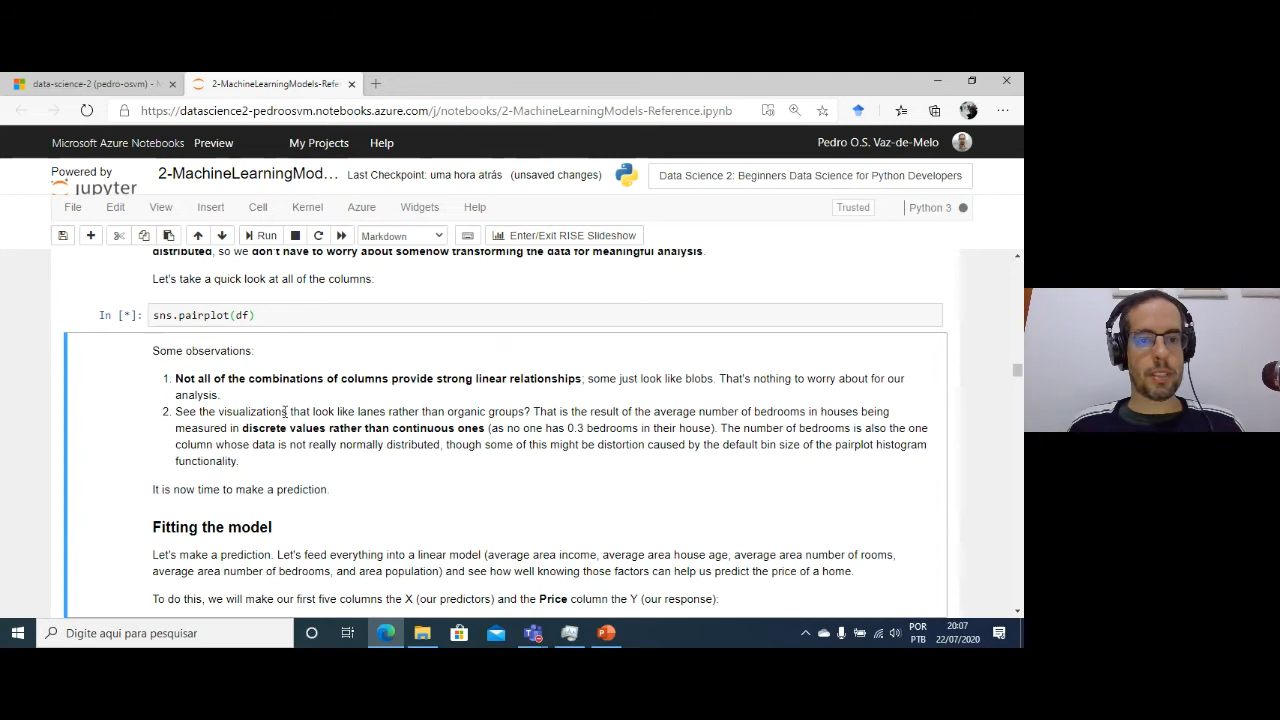 data-science-2 (pedro-osvm) - M
2-MachineLearningModels-Refe
https://datascience2-pedroosvm.notebooks.azure.com/j/notebooks/2-MachineLearningModels-Reference.ipynb
Microsoft Azure Notebooks Preview My Projects Help Pedro O.S. Vaz-de-Melo
Powered by
jupyter
2-MachineLearningMod... Last Checkpoint: uma hora atrás (unsaved changes) Data Science 2: Beginners Data Science for Python Developers
File Edit View Insert Cell Kernel Azure Widgets Help Trusted Python 3
Run Markdown Enter/Exit RISE Slideshow
distributed, so we don't have to worry about somehow transforming the data for meaningful analysis.
Let's take a quick look at all of the columns:
In [*]: sns.pairplot(df)
Some observations:
1. Not all of the combinations of columns provide strong linear relationships; some just look like blobs. That's nothing to worry about for our
analysis.
2. See the visualizations that look like lanes rather than organic groups? That is the result of the average number of bedrooms in houses being
measured in discrete values rather than continuous ones (as no one has 0.3 bedrooms in their house). The number of bedrooms is also the one
column whose data is not really normally distributed, though some of this might be distortion caused by the default bin size of the pairplot histogram
functionality.
It is now time to make a prediction.
Fitting the model
Let's make a prediction. Let's feed everything into a linear model (average area income, average area house age, average area number of rooms,
average area number of bedrooms, and area population) and see how well knowing those factors can help us predict the price of a home.
To do this, we will make our first five columns the X (our predictors) and the Price column the Y (our response):
Digite aqui para pesquisar
POR
PTB
20:07
22/07/2020